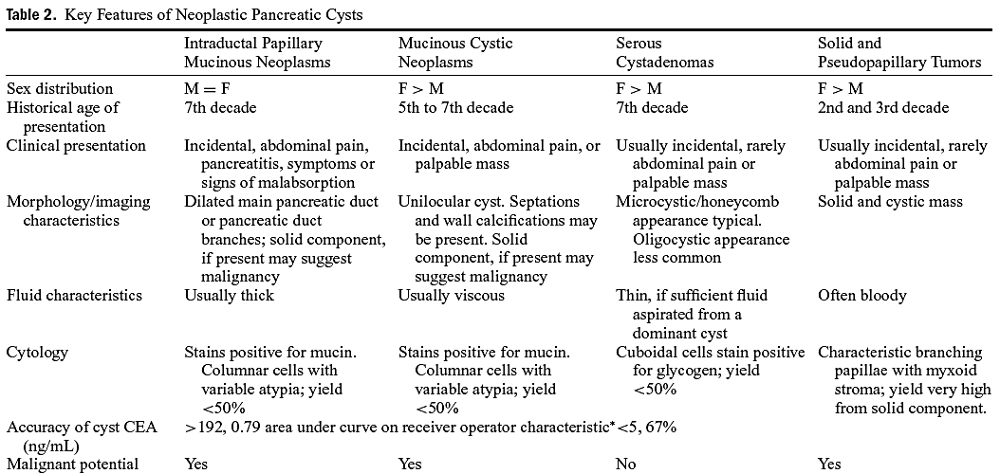 Table 2. Key Features of Neoplastic Pancreatic Cysts
Intraductal Papillary Mucinous Neoplasms
Mucinous Cystic Neoplasms
Serous Cystadenomas
Solid and Pseudopapillary Tumors
Sex distribution
M = F
F > M
F > M
F > M
Historical age of
presentation
7th decade
5th to 7th decade
7th decade
2nd and 3rd decade
Clinical presentation
Incidental, abdominal pain,
pancreatitis, symptoms or
signs of malabsorption
Incidental, abdominal pain, or
palpable mass
Usually incidental, rarely
abdominal pain or
palpable mass
Usually incidental, rarely
abdominal pain or
palpable mass
Morphology/imaging
characteristics
Dilated main pancreatic duct
or pancreatic duct
branches; solid component,
if present may suggest
malignancy
Unilocular cyst. Septations
and wall calcifications may
be present. Solid
component, if present may
suggest malignancy
Microcystic/honeycomb
appearance typical.
Oligocystic appearance
less common
Solid and cystic mass
Fluid characteristics
Usually thick
Usually viscous
Thin, if sufficient fluid
aspirated from a
dominant cyst
Often bloody
Cytology
Stains positive for mucin.
Columnar cells with
variable atypia; yield
<50%
Stains positive for mucin.
Columnar cells with
variable atypia; yield
<50%
Cuboidal cells stain positive
for glycogen; yield
<50%
Characteristic branching
papillae with myxoid
stroma; yield very high
from solid component.
Accuracy of cyst CEA
(ng/mL)
>192, 0.79 area under curve on receiver operator characteristic*
<5, 67%
Malignant potential
Yes
Yes
No
Yes